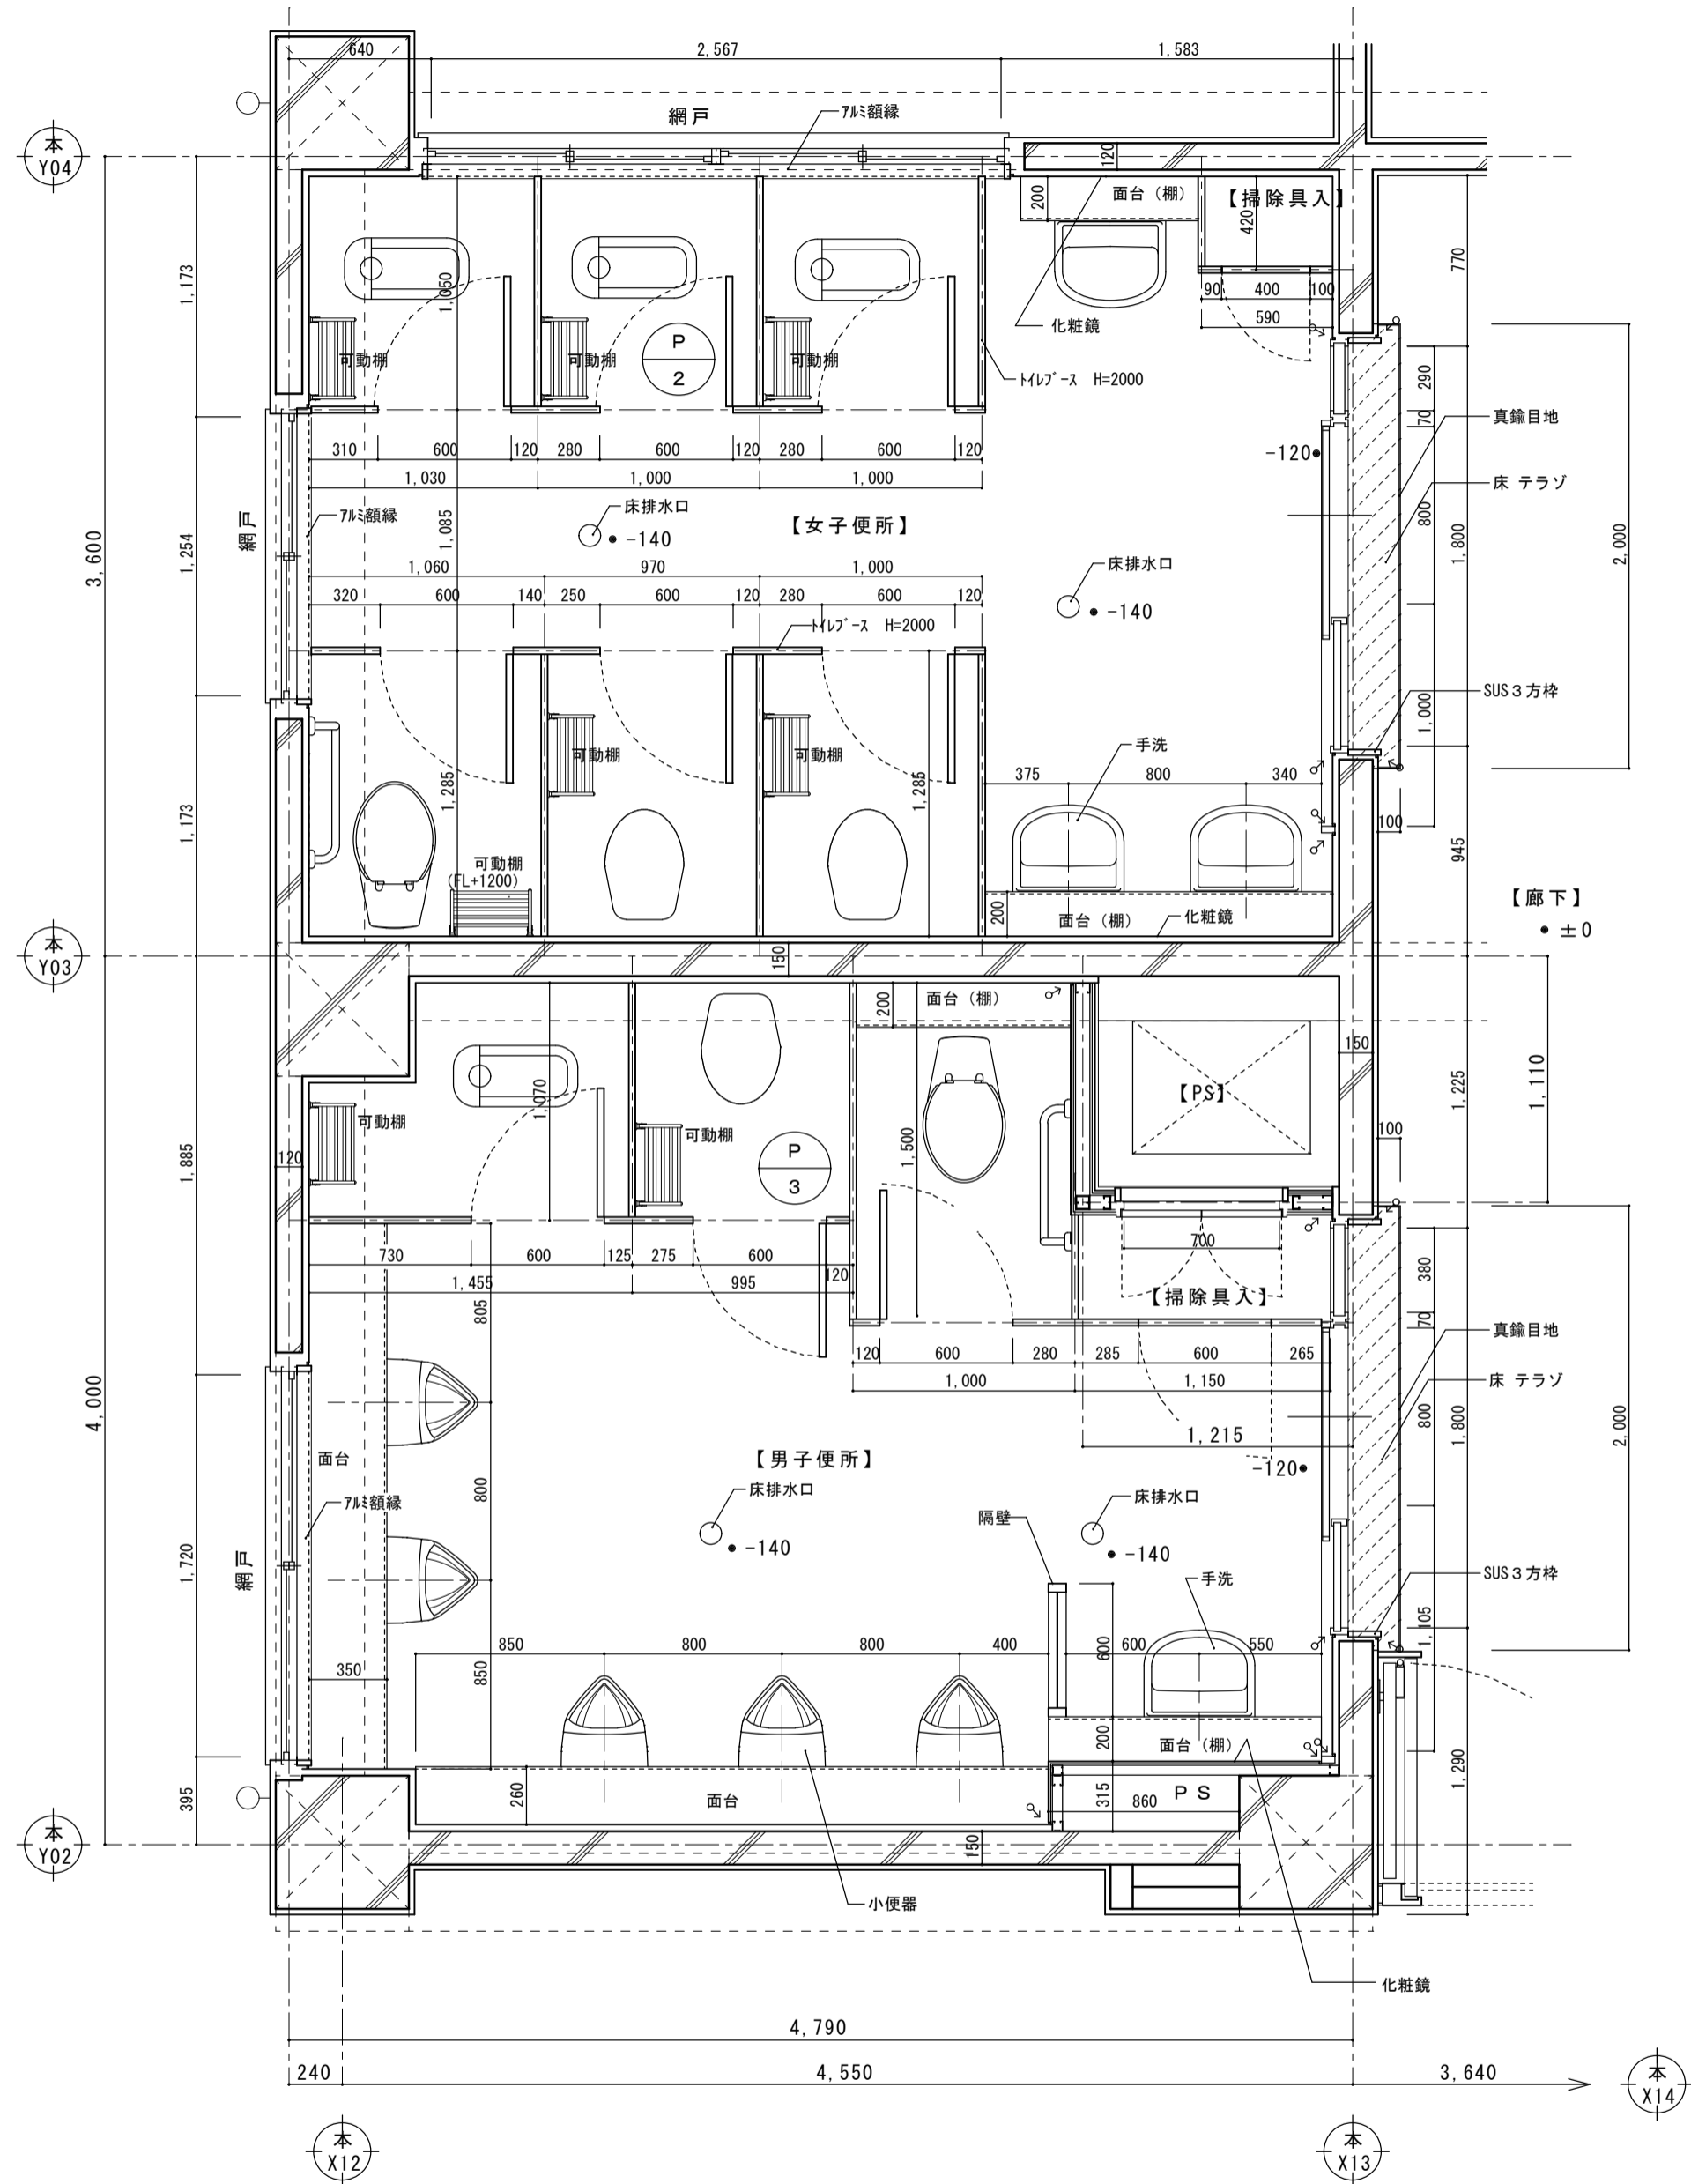 640
2,567
1,583
網戸
アルミ額縁
本
Y04
120
200
面台（棚）
【掃除具入】
420
770
1,173
1,050
90
400
100
590
化粧鏡
可動棚
可動棚
可動棚
P
2
トイレブース H=2000
290
70
真鍮目地
310
600
120
280
600
120
280
600
120
-120
1,030
1,000
1,000
床 テラゾ
3,600
1,254
網戸
アルミ額縁
1,085
床排水口
-140
【女子便所】
800
1,800
2,000
1,060
970
1,000
床排水口
-140
320
600
140
250
600
120
280
600
120
トイレブース H=2000
SUS３方枠
1,000
手洗
可動棚
可動棚
1,173
1,285
1,285
375
800
340
100
945
可動棚
(FL+1200)
200
面台（棚）
化粧鏡
【廊下】
±0
本
Y03
150
200
面台（棚）
150
1,070
【PS】
1,225
1,110
可動棚
可動棚
1,500
100
120
P
3
1,885
730
600
125
275
600
120
700
380
1,455
995
【掃除具入】
805
70
真鍮目地
120
600
280
285
600
265
1,000
1,150
床 テラゾ
4,000
800
1,800
2,000
1,215
面台
【男子便所】
-120
アルミ額縁
800
床排水口
-140
隔壁
床排水口
-140
網戸
1,720
手洗
SUS３方枠
1,105
850
800
800
400
600
600
550
350
850
200
面台（棚）
395
260
面台
315
860
ＰＳ
1,290
本
Y02
150
小便器
化粧鏡
4,790
240
4,550
3,640
本
X14
本
X12
本
X13